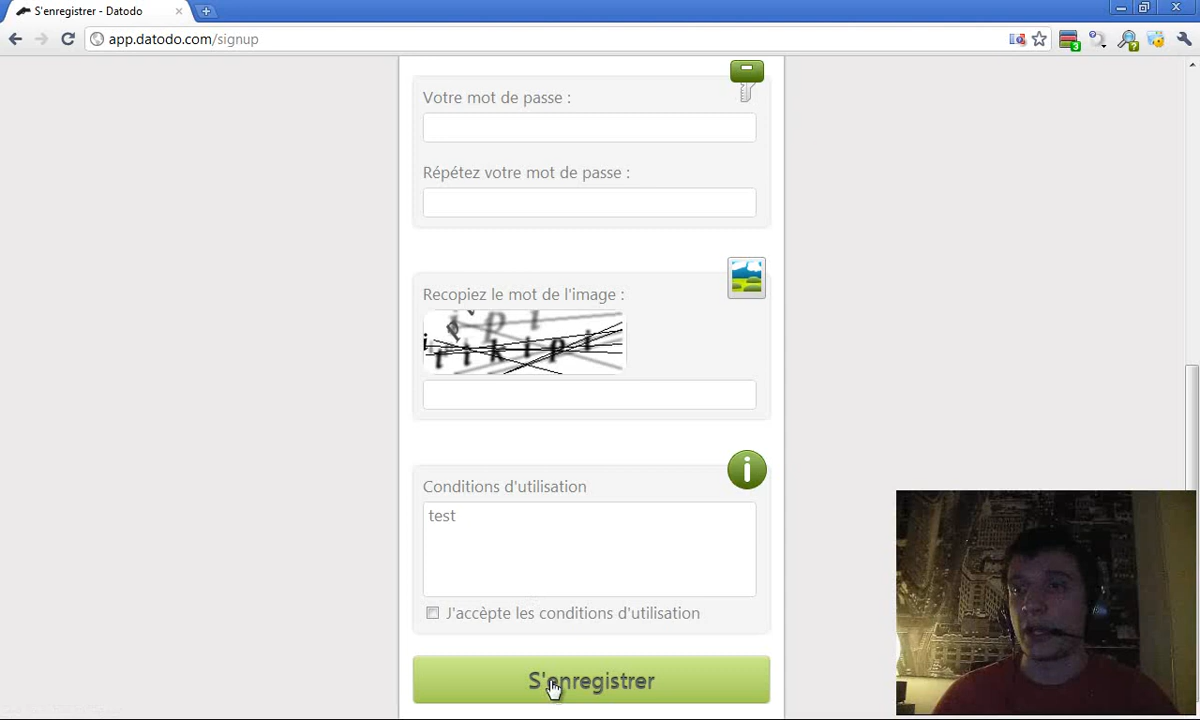 S'enregistrer - Datodo
app.datodo.com/signup
3
?
Votre mot de passe :
Répétez votre mot de passe :
Recopiez le mot de l'image :
Conditions d'utilisation
test
J'accèpte les conditions d'utilisation
S'enregistrer